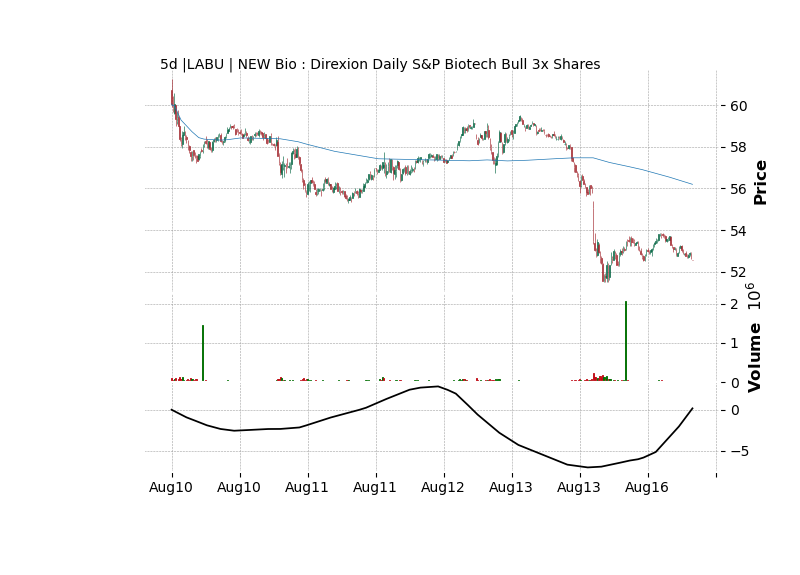 5d |LABU | NEW Bio : Direxion Daily S&P Biotech Bull 3x Shares
60
58
56
54
52
Price
2
1
0
Volume 10^6
0
−5
Aug10 Aug10 Aug11 Aug11 Aug12 Aug13 Aug13 Aug16